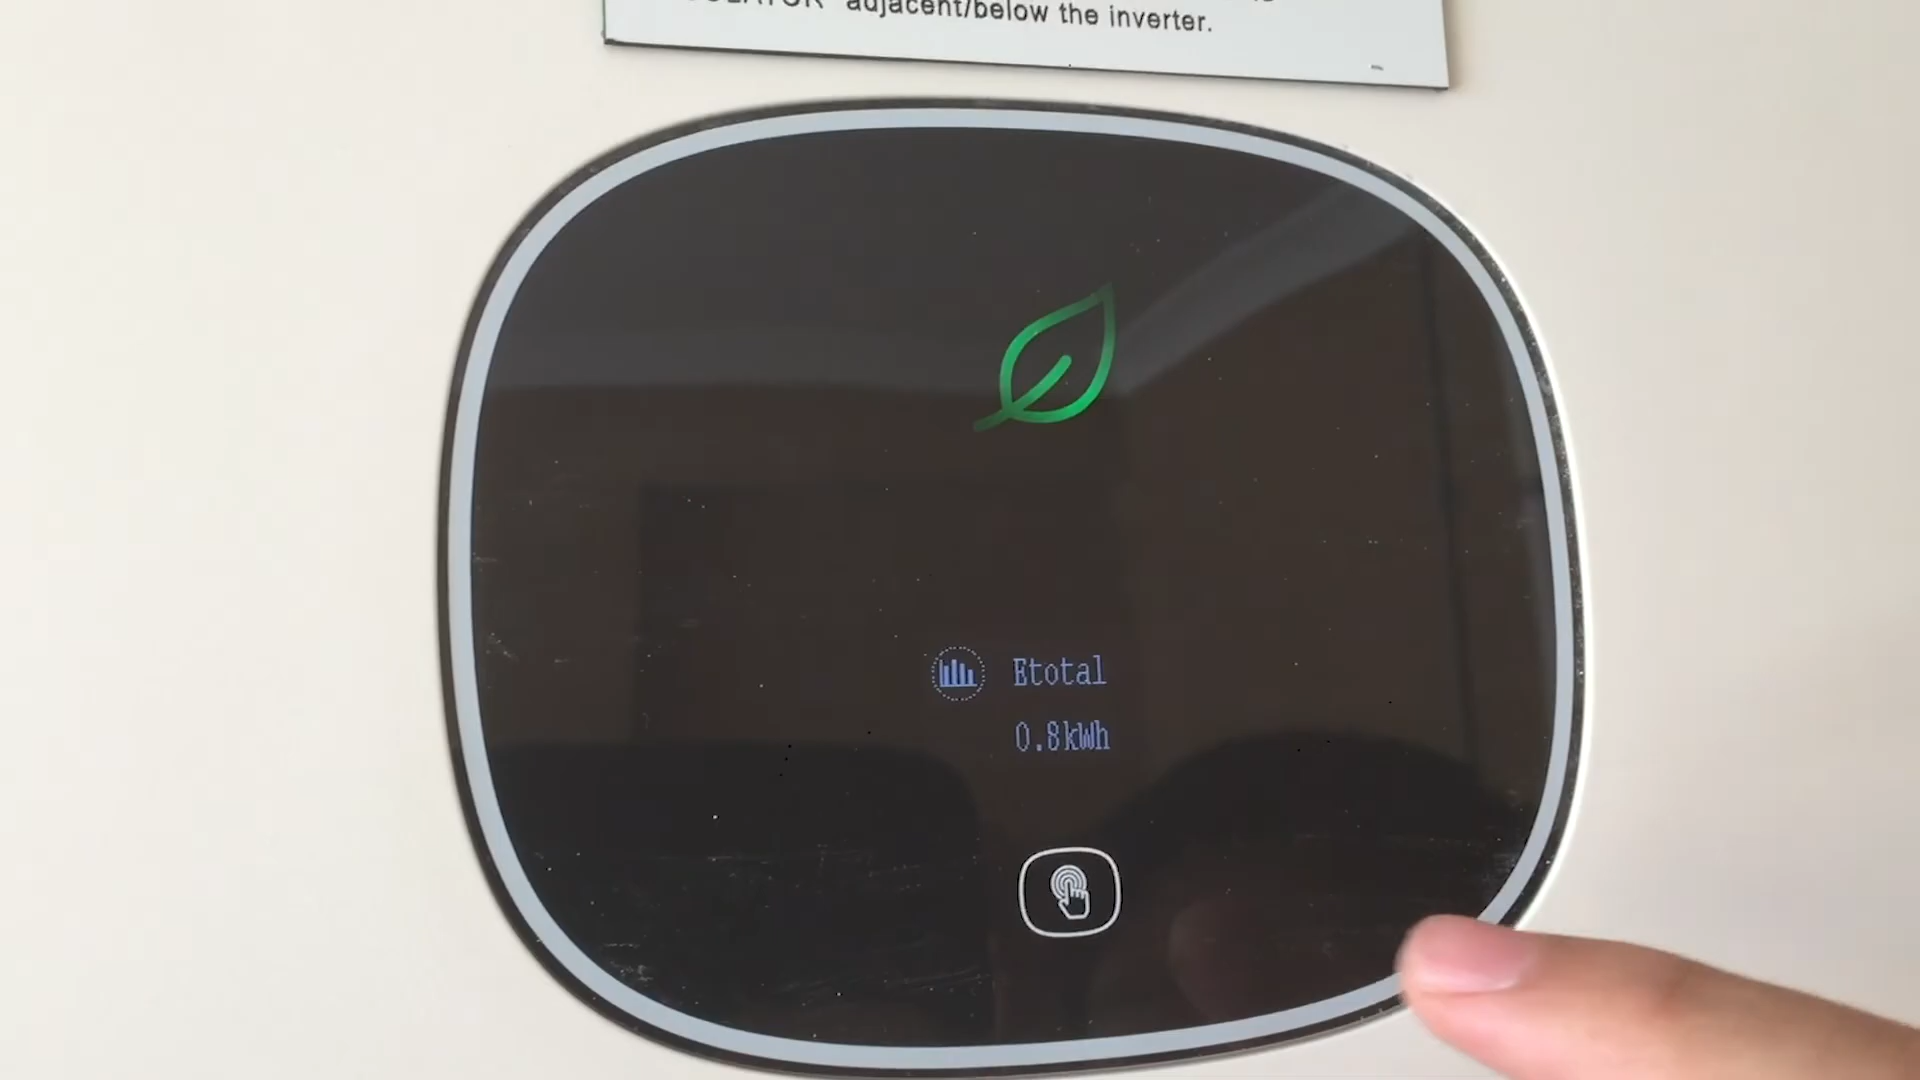 adjacent/below the inverter.
Etotal
0.8kWh